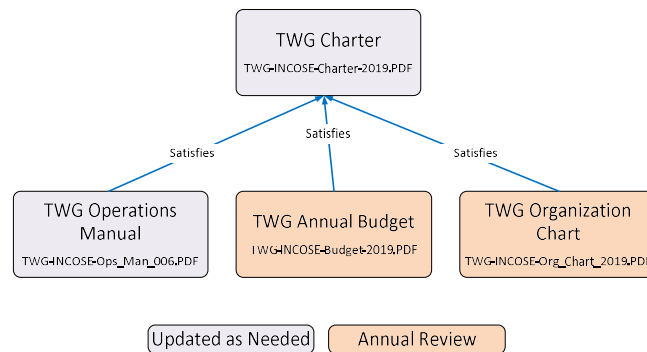 TWG Charter
TWG-INCOSE-Charter-2019.PDF
Satisfies
Satisfies
Satisfies
TWG Operations
Manual
TWG-INCOSE-Ops_Man_006.PDF
TWG Annual Budget
TWG-INCOSE-Budget-2019.PDF
TWG Organization
Chart
TWG-INCOSE-Org_Chart_2019.PDF
Updated as Needed
Annual Review